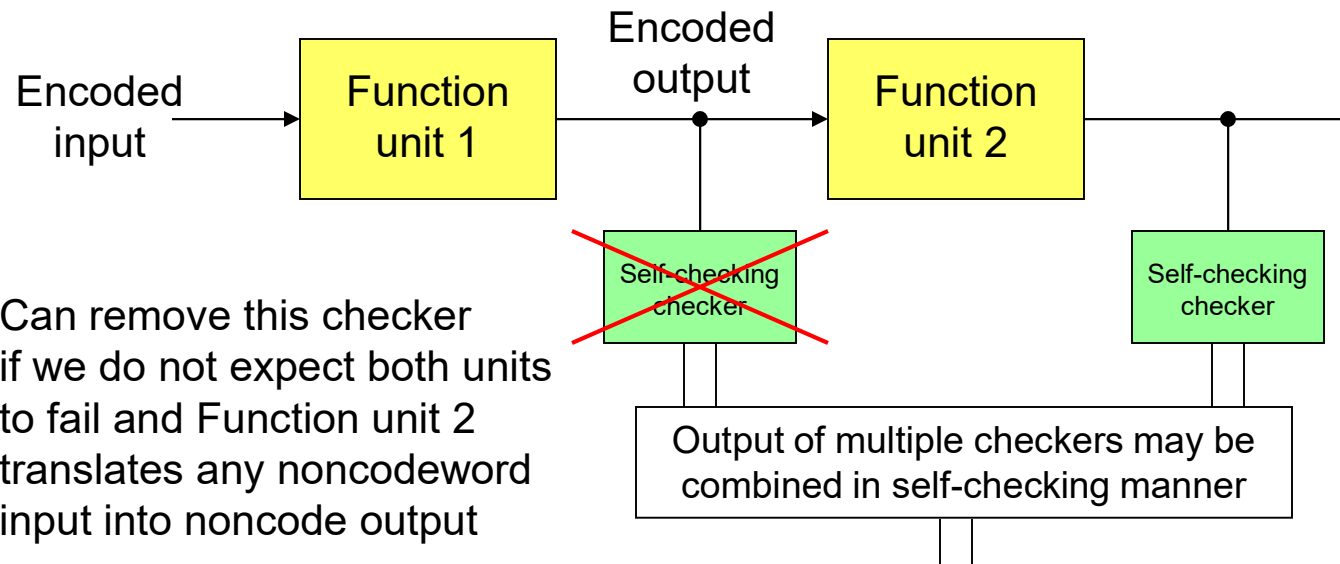 Encoded
input
Function
unit 1
Encoded
output
Function
unit 2
Self-checking
checker
Self-checking
checker
Can remove this checker
if we do not expect both units
to fail and Function unit 2
translates any noncodeword
input into noncode output
Output of multiple checkers may be
combined in self-checking manner